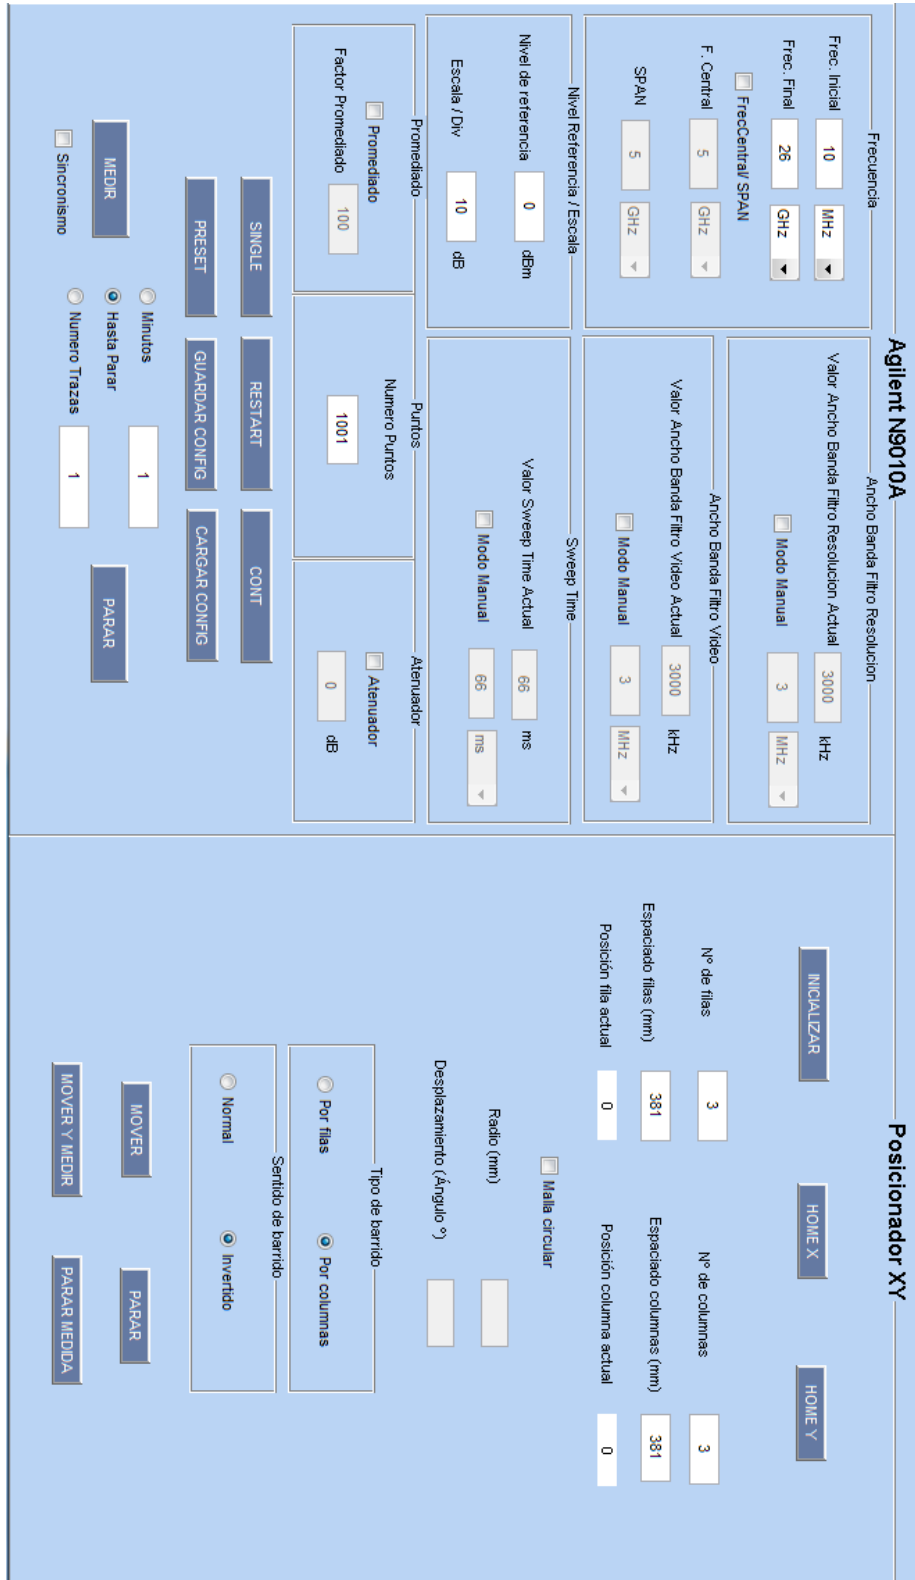 Agilent N9010A
Frecuencia
Frec. Inicial 10 MHz
Frec. Final 26 GHz
FrecCentral/ SPAN
F. Central 5 GHz
SPAN 5 GHz
Ancho Banda Filtro Resolucion
Valor Ancho Banda Filtro Resolucion Actual 3000 kHz
Modo Manual 3 MHz
Ancho Banda Filtro Video
Valor Ancho Banda Filtro Video Actual 3000 kHz
Modo Manual 3 MHz
Nivel Referencia / Escala
Nivel de referencia 0 dBm
Escala / Div 10 dB
Sweep Time
Valor Sweep Time Actual 66 ms
Modo Manual 66 ms
Promediado
Promediado
Factor Promediado 100
Puntos
Numero Puntos
1001
Atenuador
Atenuador
0 dB
SINGLE RESTART CONT
PRESET GUARDAR CONFIG CARGAR CONFIG
MEDIR
Sincronismo
Minutos 1
Hasta Parar
Numero Trazas 1
PARAR
Posicionador XY
INICIALIZAR HOME X HOME Y
Nº de filas 3 Nº de columnas 3
Espaciado filas (mm) 381 Espaciado columnas (mm) 381
Posición fila actual 0 Posición columna actual 0
Malla circular
Radio (mm)
Desplazamiento (Ángulo º)
Tipo de barrido
Por filas Por columnas
Sentido de barrido
Normal Invertido
MOVER PARAR
MOVER Y MEDIR PARAR MEDIDA